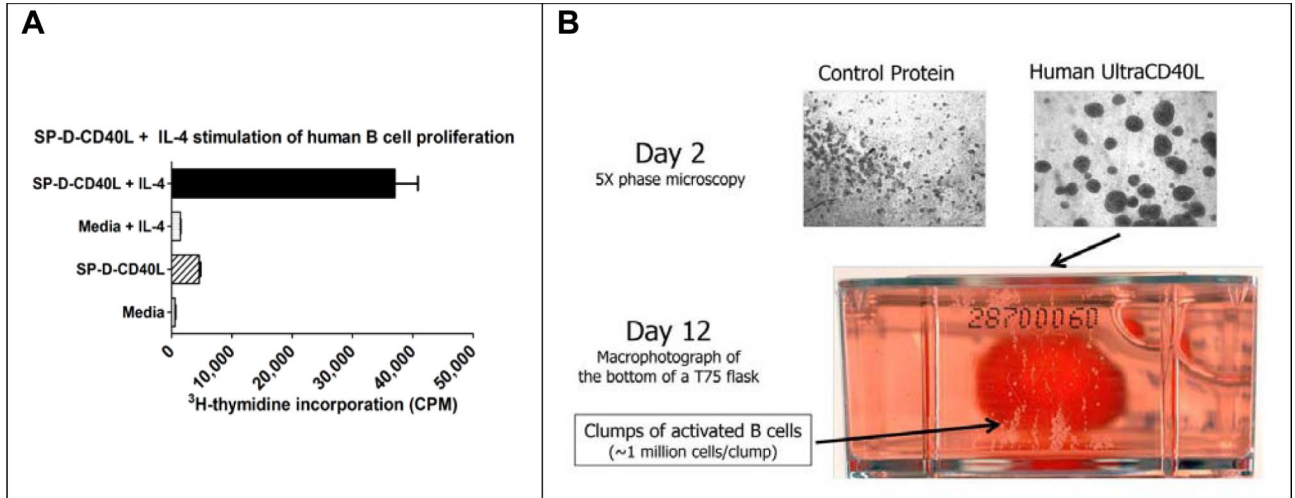 A
SP-D-CD40L + IL-4 stimulation of human B cell proliferation
SP-D-CD40L + IL-4
Media + IL-4
SP-D-CD40L
Media
0
10,000
20,000
30,000
40,000
50,000
³H-thymidine incorporation (CPM)
B
Control Protein
Human UltraCD40L
Day 2
5X phase microscopy
28700060
Day 12
Macrophotograph of
the bottom of a T75 flask
Clumps of activated B cells
(~1 million cells/clump)